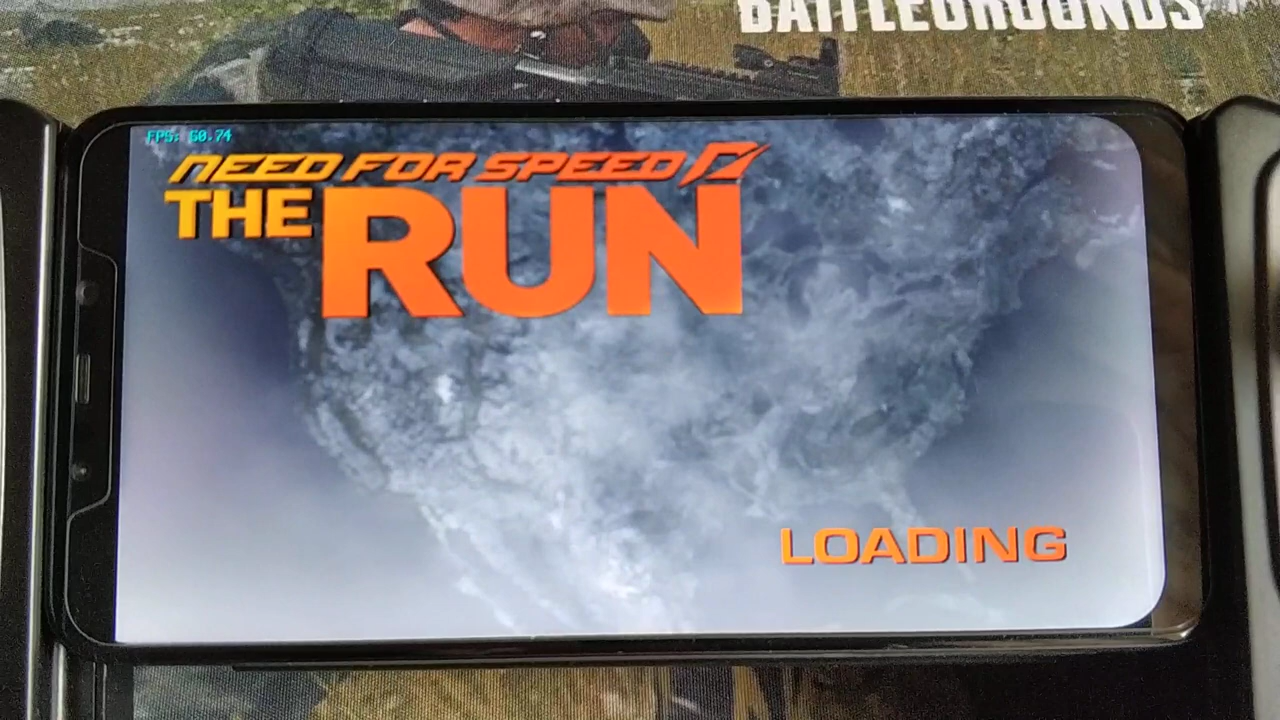 BATTLEGROUNDS
FPS: 60.74
NEED FOR SPEED
THE RUN
LOADING